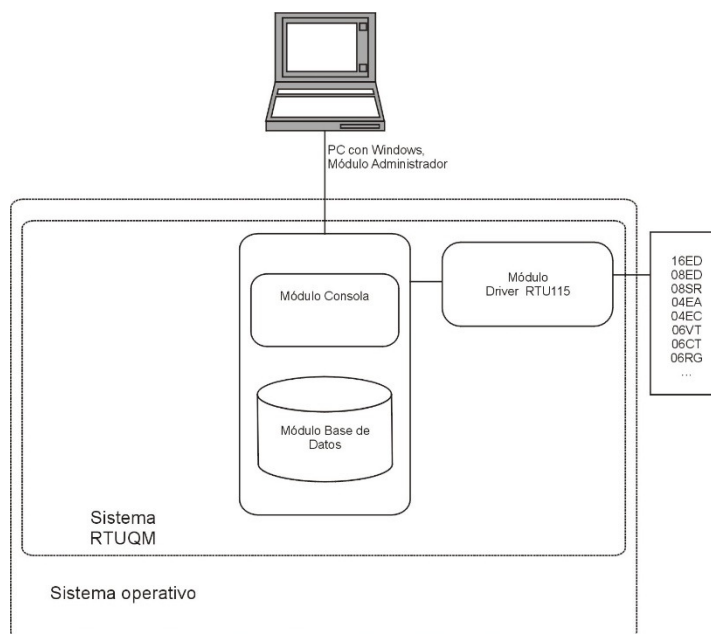 PC con Windows,
Módulo Administrador
Módulo Consola
Módulo Base de
Datos
Módulo
Driver RTU115
16ED
08ED
08SR
04EA
04EC
06VT
06CT
06RG
...
Sistema
RTUQM
Sistema operativo